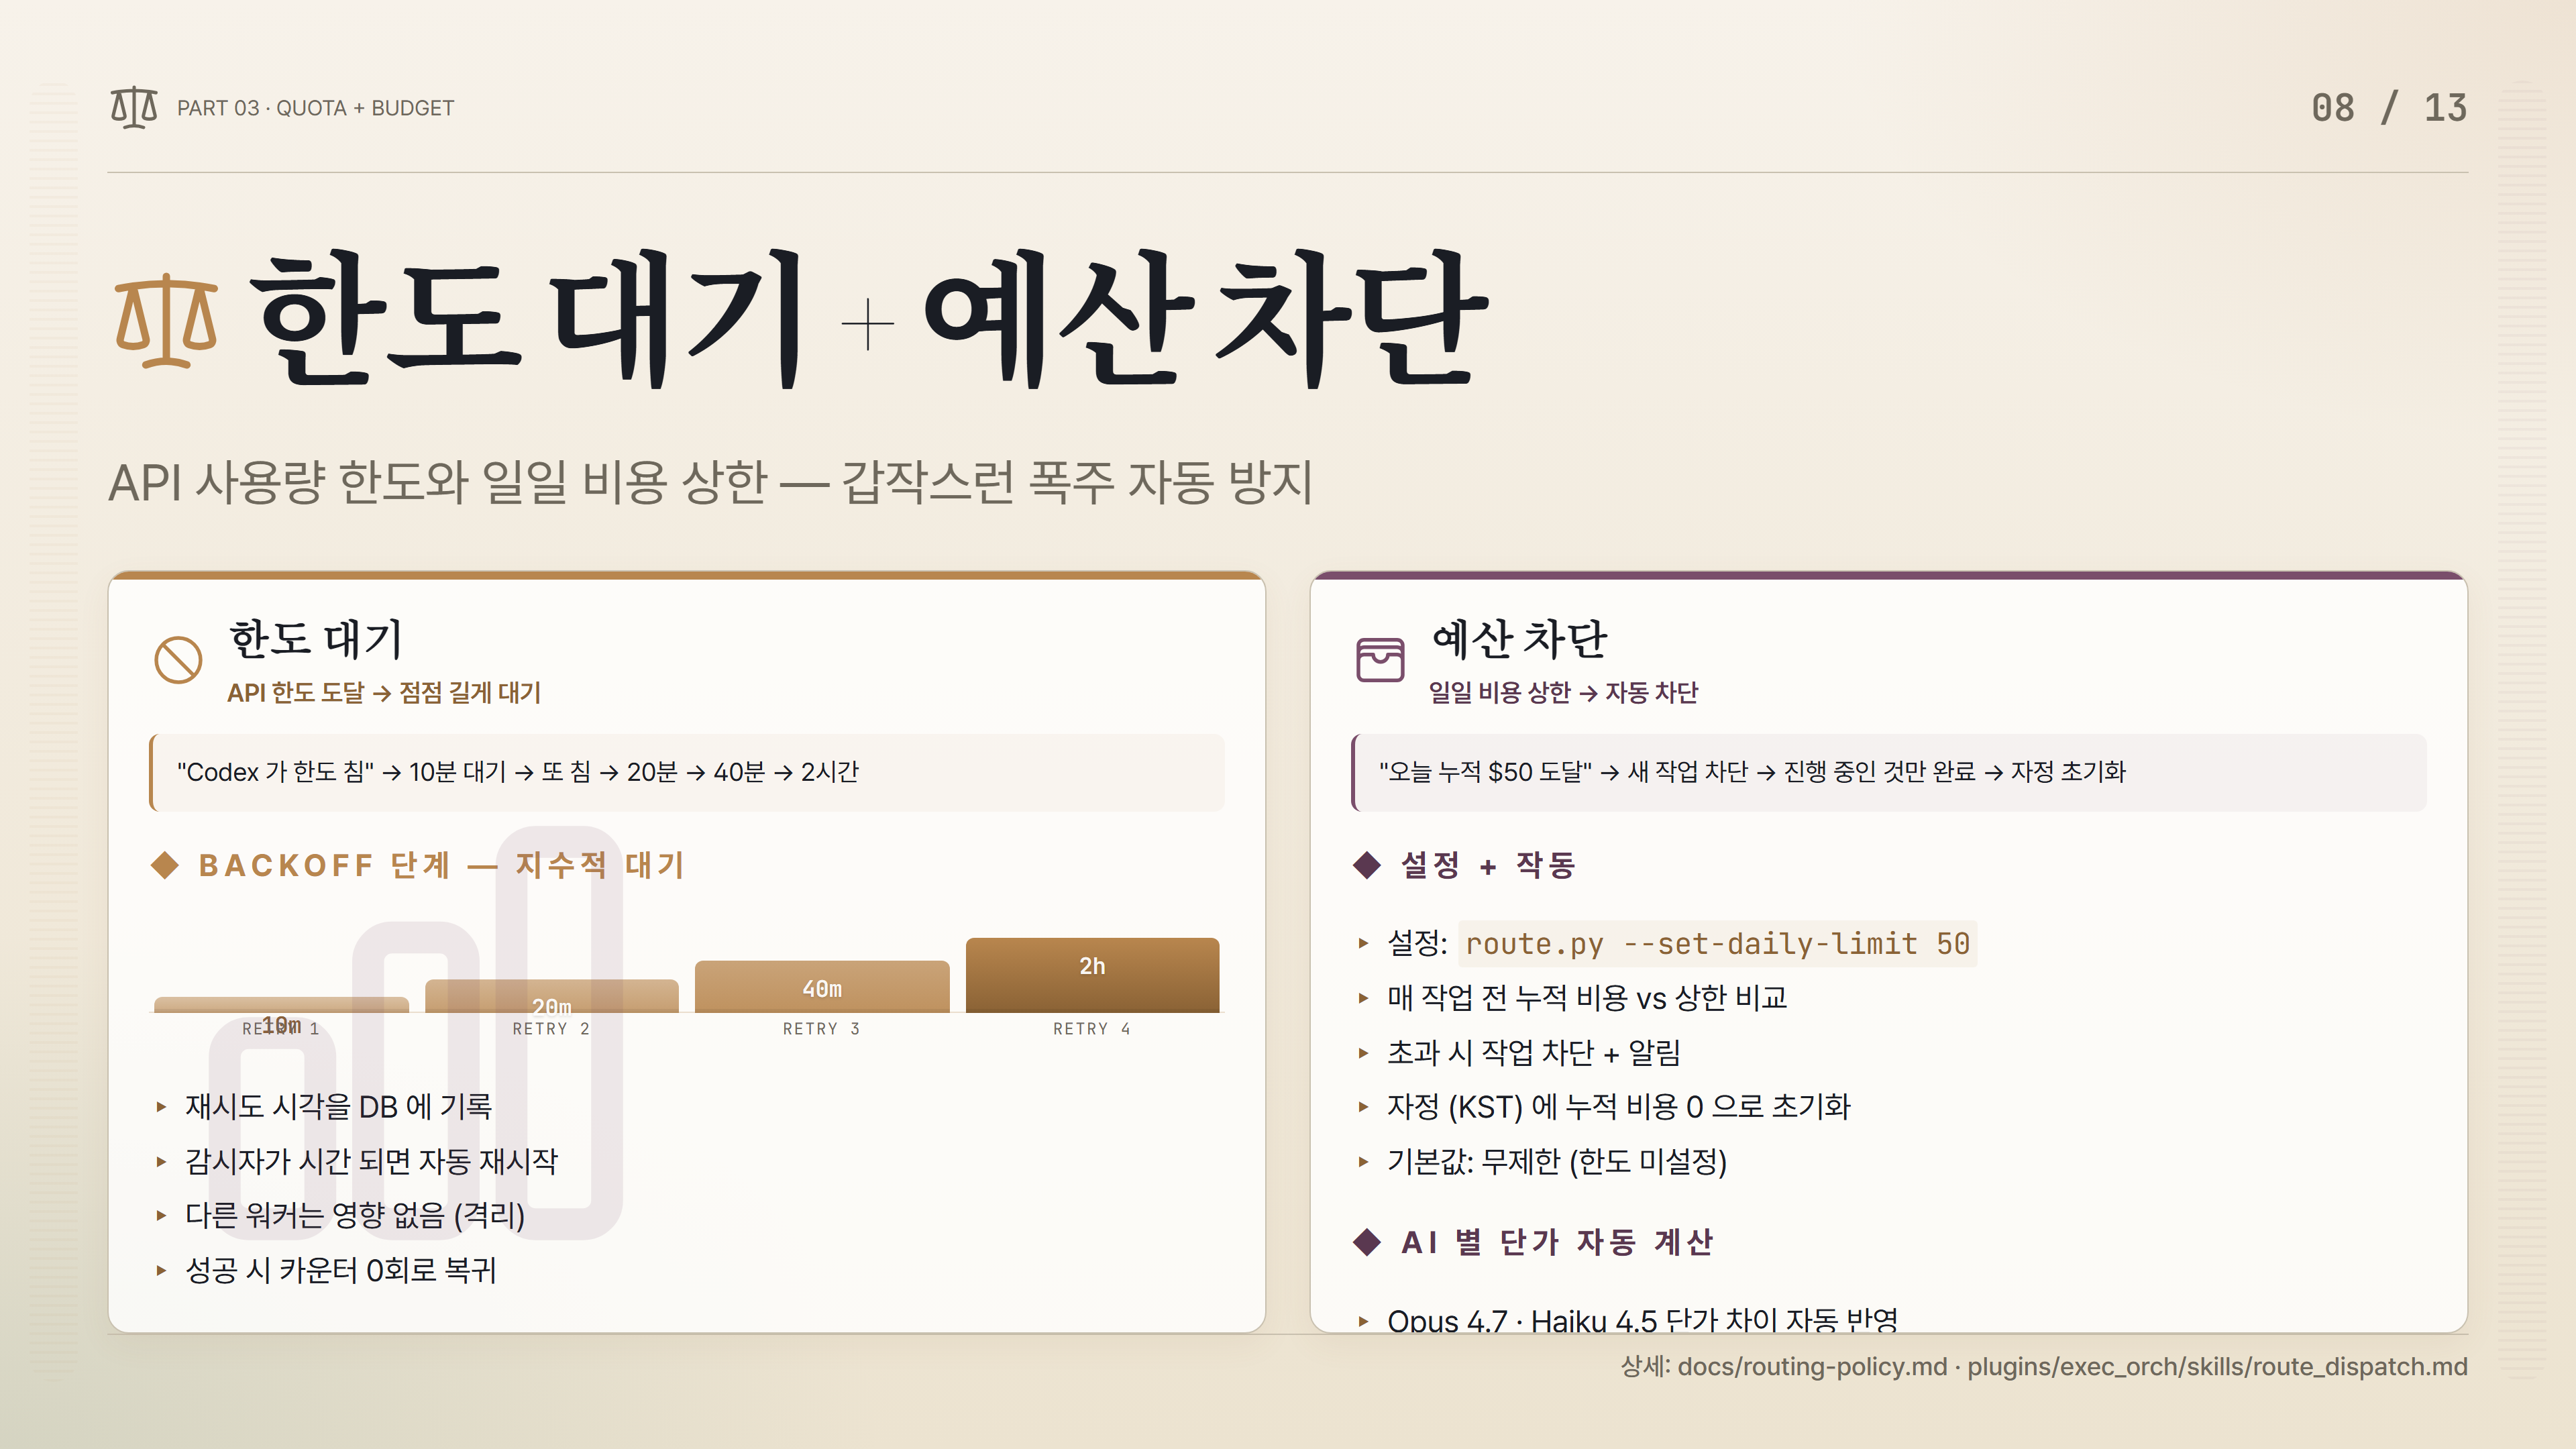 PART 03 · QUOTA + BUDGET
08 / 13
한도 대기 + 예산 차단
API 사용량 한도와 일일 비용 상한 — 갑작스런 폭주 자동 방지
한도 대기
API 한도 도달 → 점점 길게 대기
"Codex 가 한도 침" → 10분 대기 → 또 침 → 20분 → 40분 → 2시간
◆ BACKOFF 단계 — 지수적 대기
10m
20m
40m
2h
RETRY 1
RETRY 2
RETRY 3
RETRY 4
▸ 재시도 시각을 DB 에 기록
▸ 감시자가 시간 되면 자동 재시작
▸ 다른 워커는 영향 없음 (격리)
▸ 성공 시 카운터 0회로 복귀
예산 차단
일일 비용 상한 → 자동 차단
"오늘 누적 $50 도달" → 새 작업 차단 → 진행 중인 것만 완료 → 자정 초기화
◆ 설정 + 작동
▸ 설정: route.py --set-daily-limit 50
▸ 매 작업 전 누적 비용 vs 상한 비교
▸ 초과 시 작업 차단 + 알림
▸ 자정 (KST) 에 누적 비용 0 으로 초기화
▸ 기본값: 무제한 (한도 미설정)
◆ AI 별 단가 자동 계산
▸ Opus 4.7 · Haiku 4.5 단가 차이 자동 반영
상세: docs/routing-policy.md · plugins/exec_orch/skills/route_dispatch.md